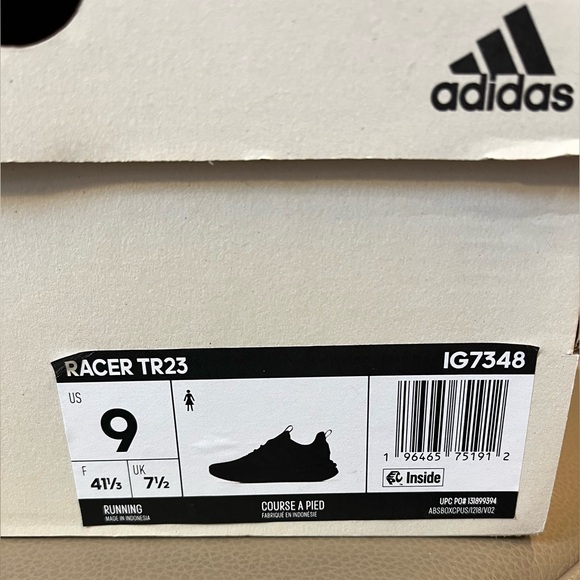 adidas
RACER TR23 IG7348
US
9
F 41⅓ UK 7½
1 96465 75191 2
Inside
RUNNING
MADE IN INDONESIA
COURSE À PIED
FABRIQUÉ EN INDONÉSIE
UPC PO# 131899394
ABSBOXCPUS/1218/V02